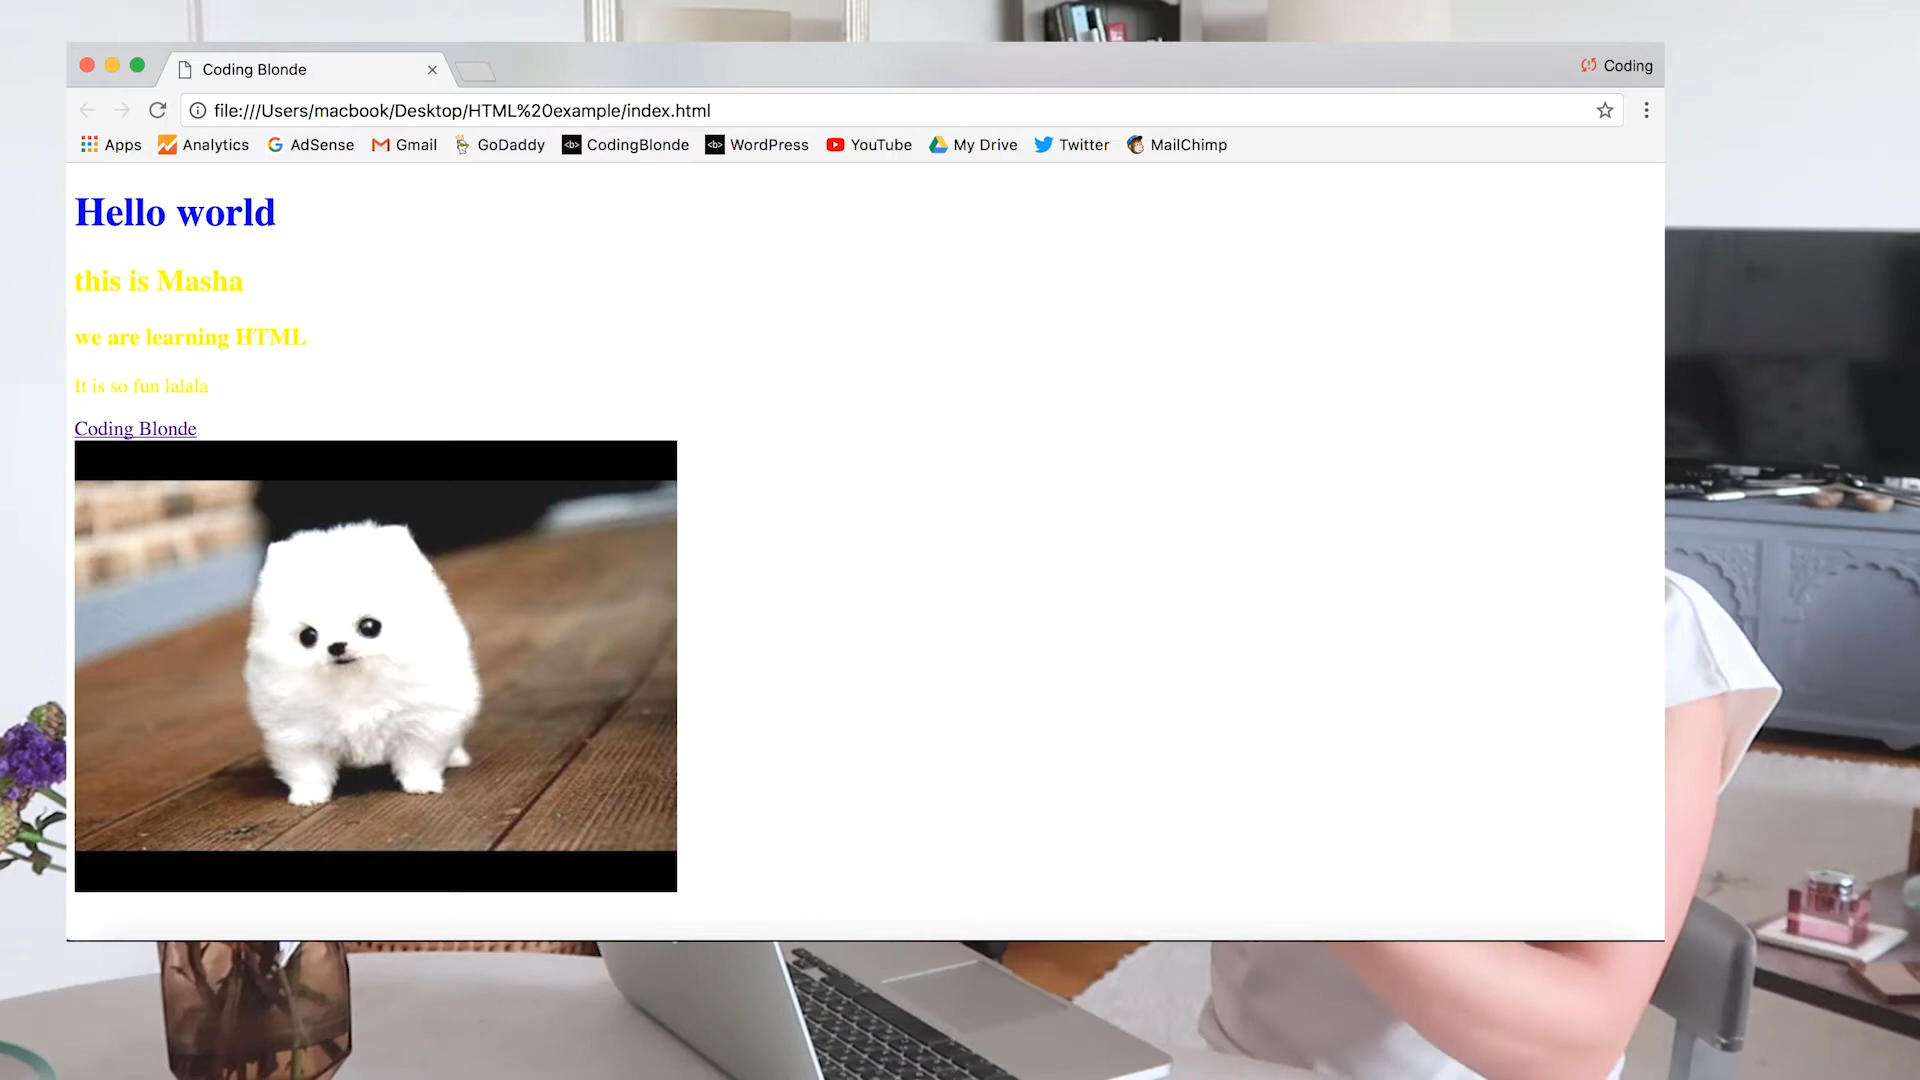 Coding Blonde
Coding
file:///Users/macbook/Desktop/HTML%20example/index.html
Apps Analytics AdSense Gmail GoDaddy CodingBlonde WordPress YouTube My Drive Twitter MailChimp
Hello world
this is Masha
we are learning HTML
It is so fun lalala
Coding Blonde